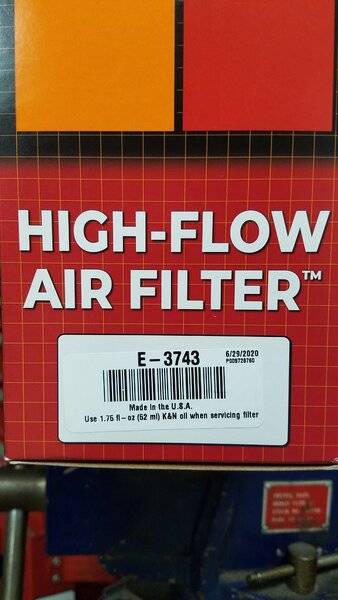 HIGH-FLOW
AIR FILTER™
E-3743
6/29/2020
Made in the U.S.A.
Use 1.75 fl-oz (52 ml) K&N oil when servicing filter